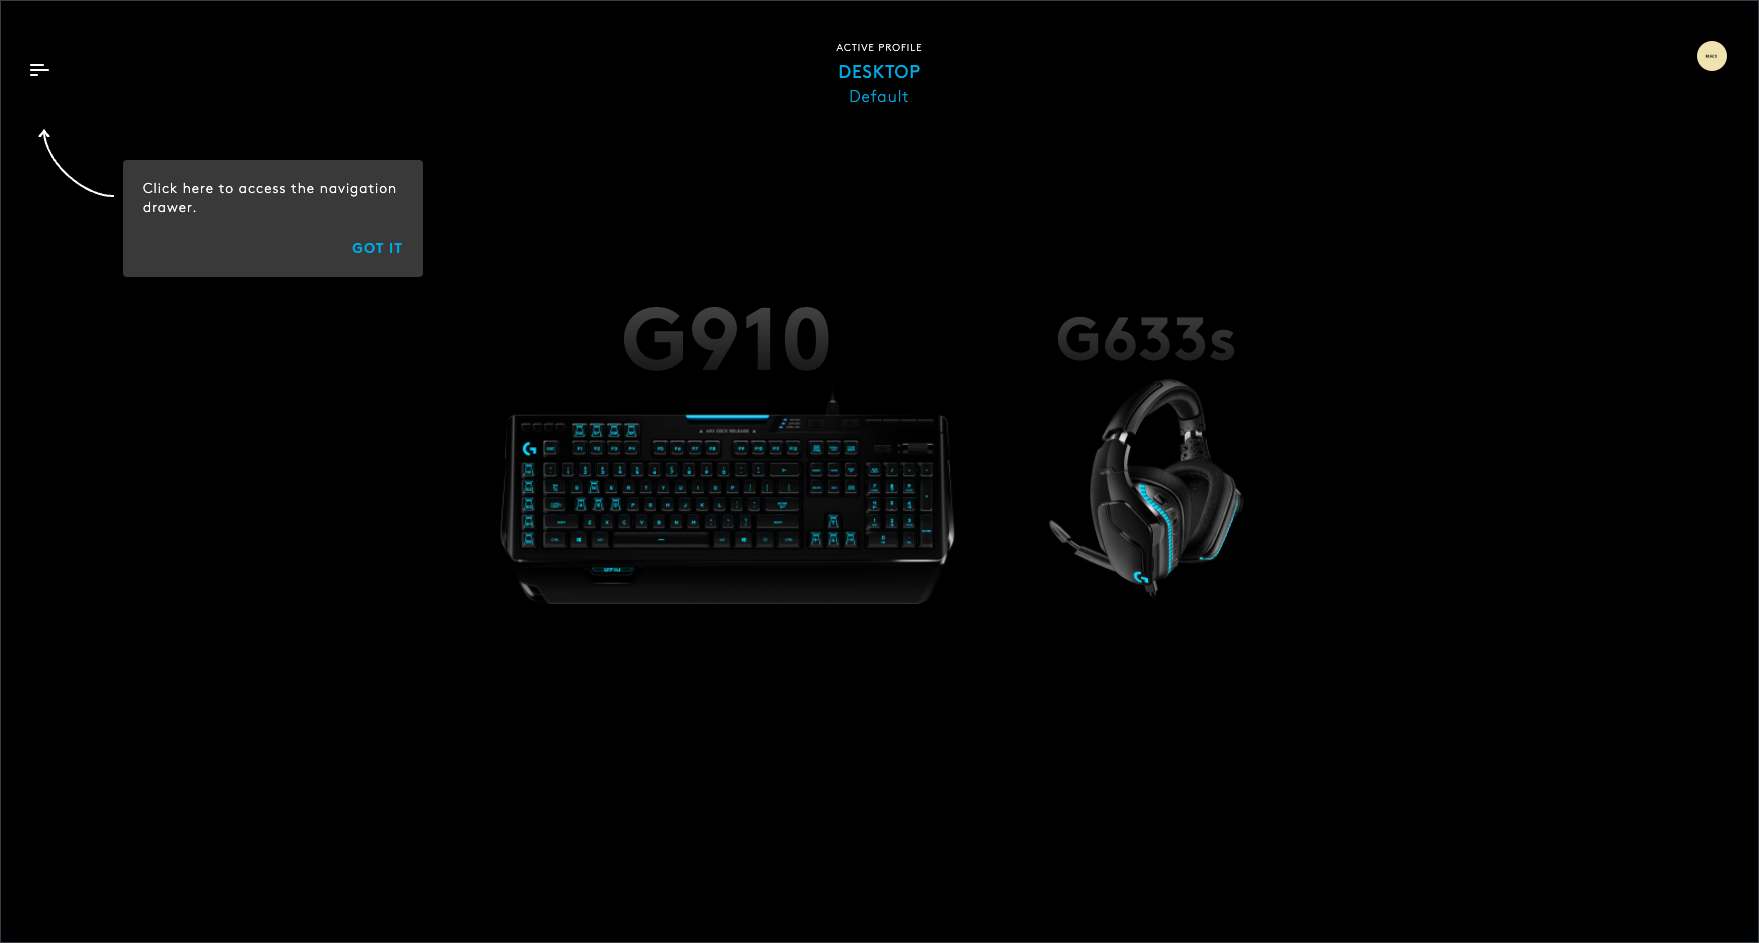 ACTIVE PROFILE
DESKTOP
Default
Click here to access the navigation
drawer.
GOT IT
G910
G633s